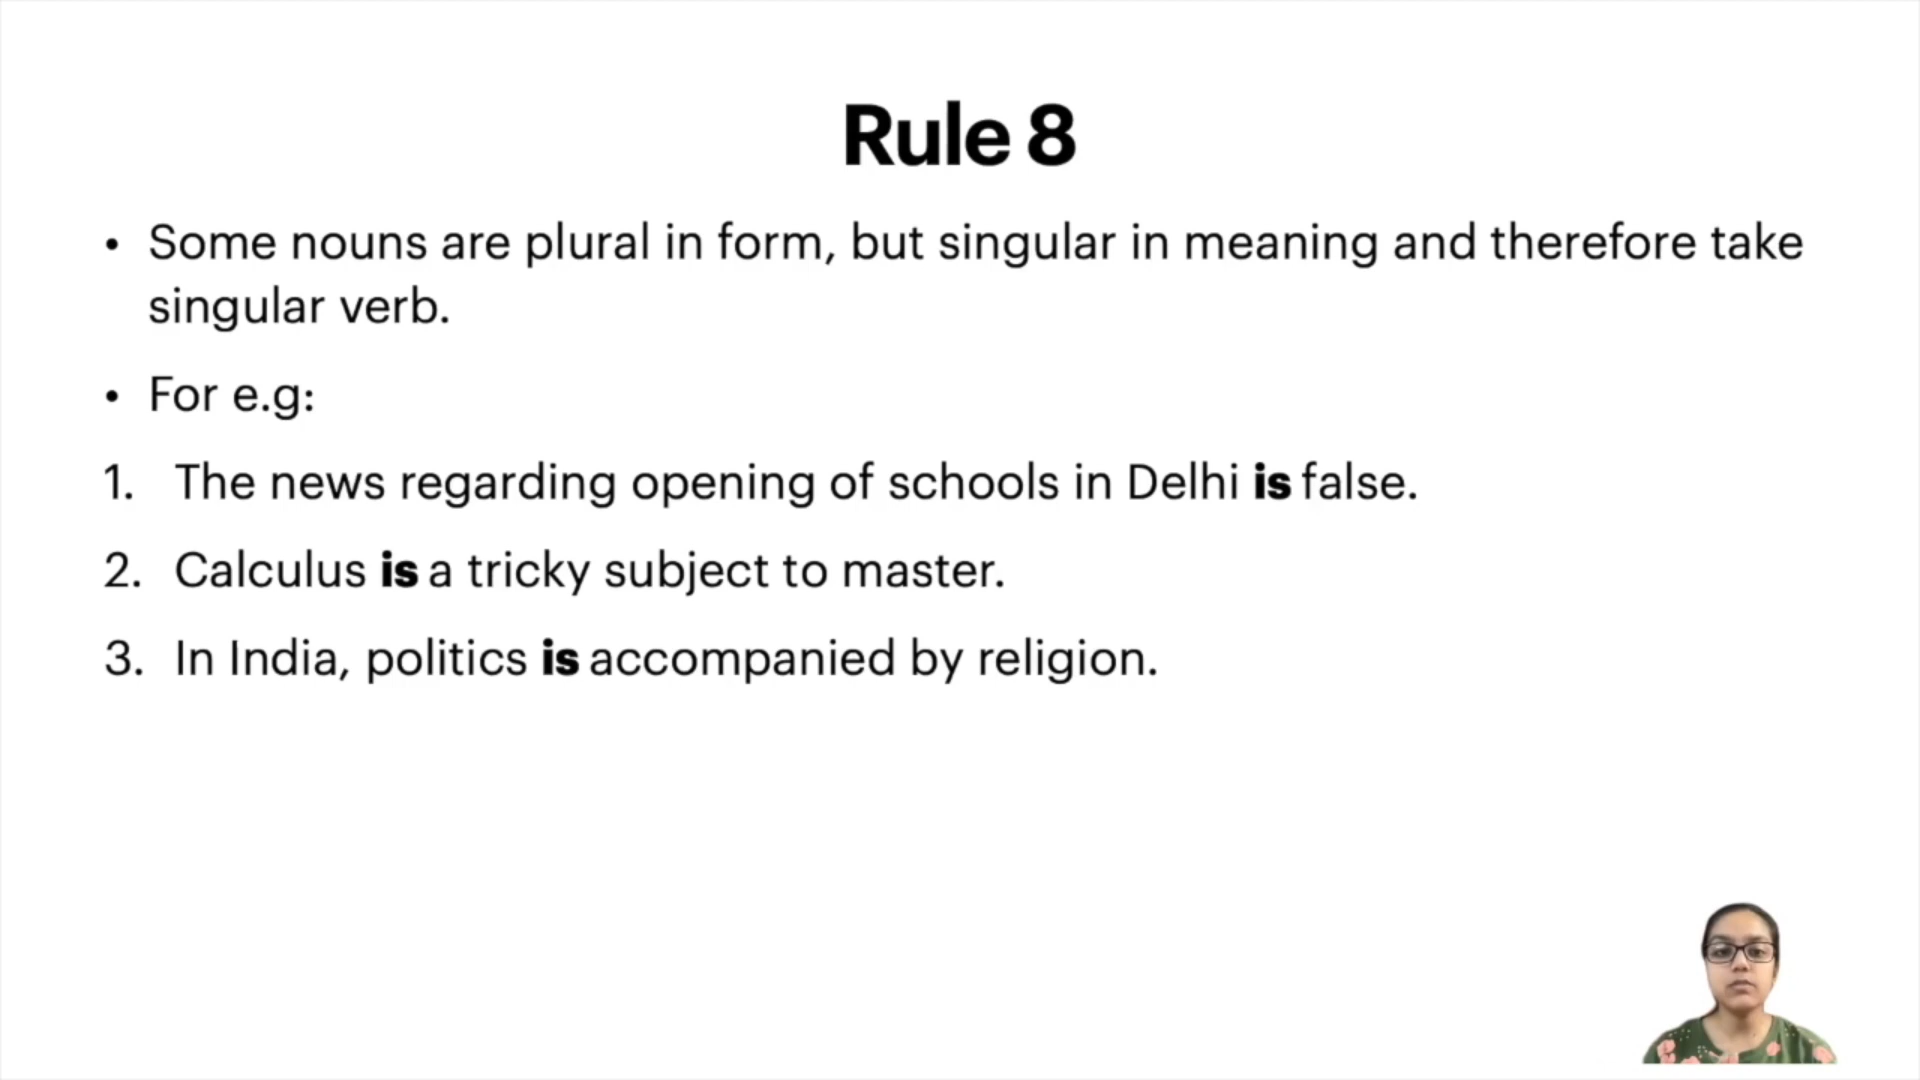 Rule 8
• Some nouns are plural in form, but singular in meaning and therefore take
singular verb.
• For e.g:
1. The news regarding opening of schools in Delhi is false.
2. Calculus is a tricky subject to master.
3. In India, politics is accompanied by religion.